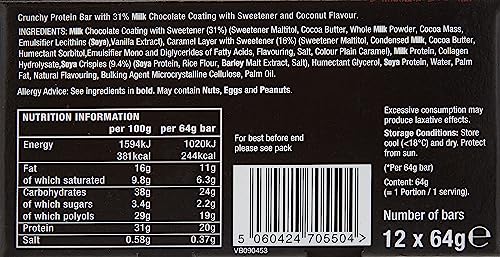 Crunchy Protein Bar with 31% Milk Chocolate Coating with Sweetener and Coconut Flavour.
INGREDIENTS: Milk Chocolate with Sweetener (31%) (Sweetener Maltitol, Cocoa Butter, Whole Milk Powder, Cocoa Mass,
Emulsifier Lecithins (Soya),Vanilla Extract), Caramel Layer with Sweetener (16%) (Sweetener Maltitol, Condensed Milk, Cocoa Butter,
Humectant Sorbitol,Emulsifier Mono and Diglycerides of Fatty Acids, Flavouring, Salt, Colour Plain Caramel), Milk Protein, Collagen
Hydrolysate,Soya Crispies (9.4%) (Soya Protein, Rice Flour, Barley Malt Extract, Salt), Humectant Glycerol, Soya Protein, Water, Palm
Fat, Natural Flavouring, Bulking Agent Microcrystalline Cellulose, Palm Oil.
Allergy Advice: See ingredients in bold. May contain Nuts, Eggs and Peanuts.
NUTRITION INFORMATION
per 100g per 64g bar
Energy 1594kJ 1020kJ
381kcal 244kcal
Fat 16g 11g
of which saturated 9.8g 6.3g
Carbohydrates 38g 24g
of which sugars 3.4g 2.2g
of which polyols 29g 19g
Protein 31g 20g
Salt 0.58g 0.37g
For best before end
please see pack
5 060424 705504 >
VB090453
Excessive consumption may
produce laxative effects.
Storage Conditions: Store
cool (<18°C) and dry. Protect
from sun.
(*Per 64g bar)
Content: 64g
(= 1 Portion / 1 serving).
Number of bars
12 x 64g e